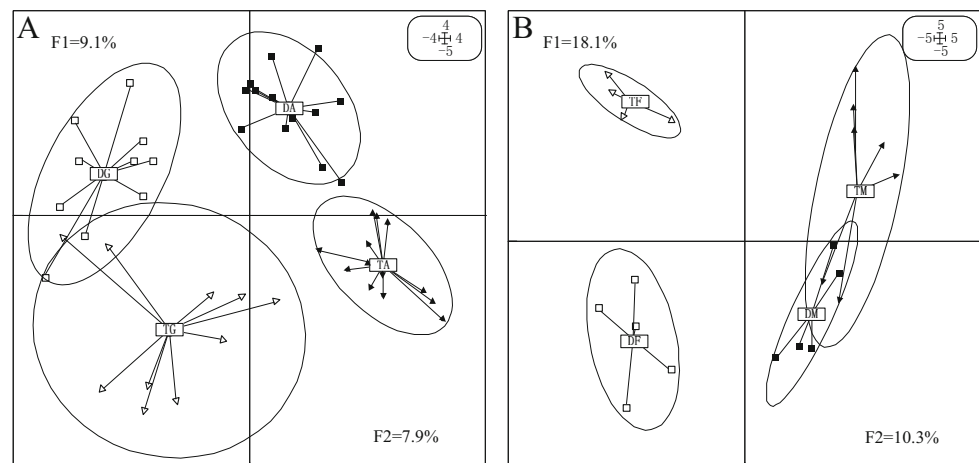 A
F1=9.1%
4
-4 4
-5
DA
DG
TA
TG
F2=7.9%
B
F1=18.1%
5
-5 5
-5
TF
TM
DM
DF
F2=10.3%